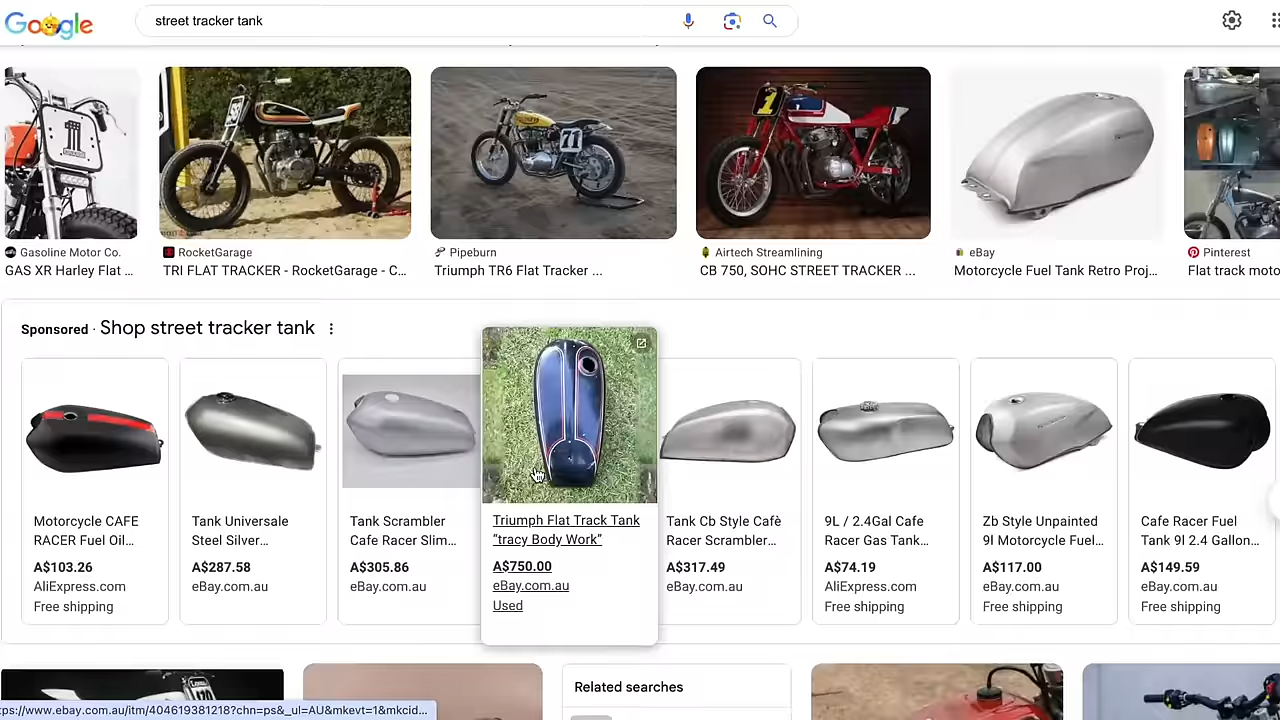 Google
street tracker tank
1
71
1
Gasoline Motor Co.
GAS XR Harley Flat ...
RocketGarage
TRI FLAT TRACKER - RocketGarage - C...
Pipeburn
Triumph TR6 Flat Tracker ...
Airtech Streamlining
CB 750, SOHC STREET TRACKER ...
eBay
Motorcycle Fuel Tank Retro Proj...
Pinterest
Flat track moto
Sponsored · Shop street tracker tank
Motorcycle CAFE
RACER Fuel Oil...
A$103.26
AliExpress.com
Free shipping
Tank Universale
Steel Silver...
A$287.58
eBay.com.au
Tank Scrambler
Cafe Racer Slim...
A$305.86
eBay.com.au
Triumph Flat Track Tank
“tracy Body Work”
A$750.00
eBay.com.au
Used
Tank Cb Style Cafè
Racer Scrambler...
A$317.49
eBay.com.au
9L / 2.4Gal Cafe
Racer Gas Tank...
A$74.19
AliExpress.com
Free shipping
Zb Style Unpainted
9l Motorcycle Fuel...
A$117.00
eBay.com.au
Free shipping
Cafe Racer Fuel
Tank 9l 2.4 Gallon...
A$149.59
eBay.com.au
Free shipping
Related searches
tps://www.ebay.com.au/itm/404619381218?chn=ps&_ul=AU&mkevt=1&mkcid...